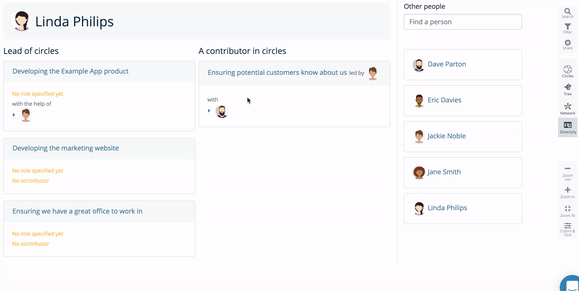 Linda Philips
Lead of circles
Developing the Example App product
No role specified yet
with the help of
Developing the marketing website
No role specified yet
No contributor
Ensuring we have a great office to work in
No role specified yet
No contributor
A contributor in circles
Ensuring potential customers know about us led by
with
Other people
Find a person
Dave Parton
Eric Davies
Jackie Noble
Jane Smith
Linda Philips
Search
Filter
Share
Circles
Tree
Network
Directory
Zoom out
Zoom in
Zoom fit
Colors & Text